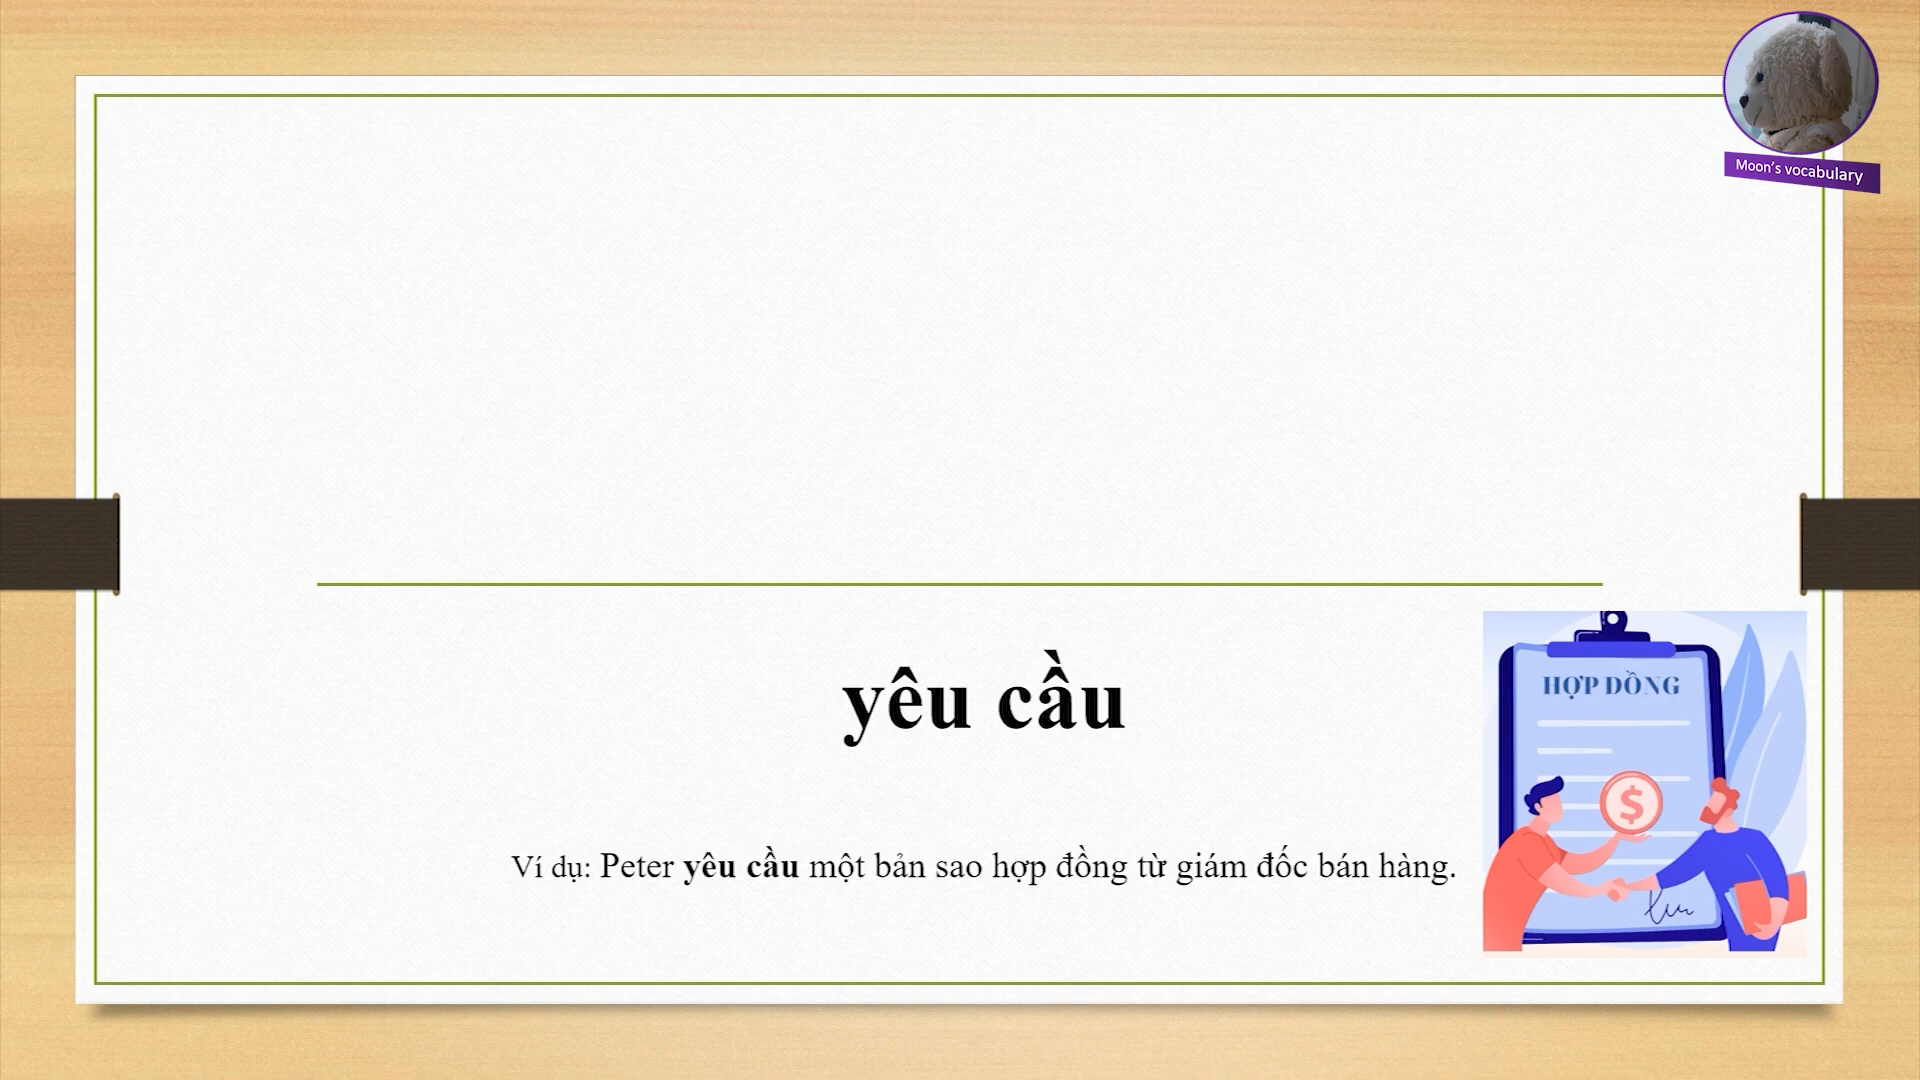 Moon's vocabulary
yêu cầu
HỢP ĐỒNG
Ví dụ: Peter yêu cầu một bản sao hợp đồng từ giám đốc bán hàng.